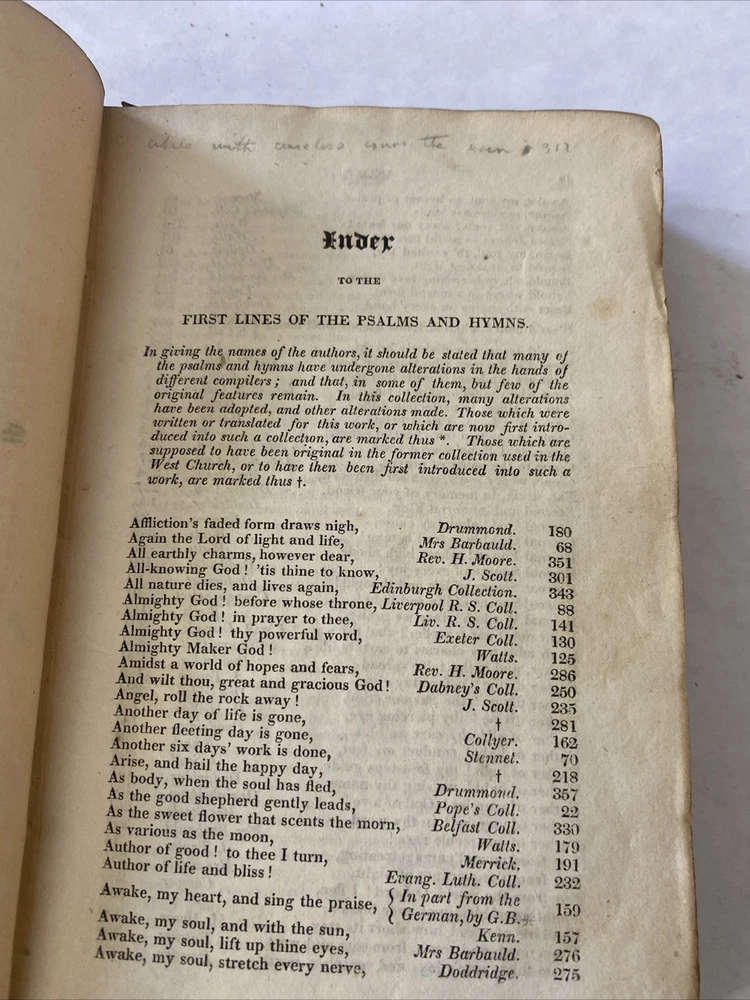 while with ceaseless course the sun 311
Index
TO THE
FIRST LINES OF THE PSALMS AND HYMNS.
In giving the names of the authors, it should be stated that many of
the psalms and hymns have undergone alterations in the hands of
different compilers; and that, in some of them, but few of the
original features remain. In this collection, many alterations
have been adopted, and other alterations made. Those which were
written or translated for this work, or which are now first intro-
duced into such a collection, are marked thus *. Those which are
supposed to have been original in the former collection used in the
West Church, or to have then been first introduced into such a
work, are marked thus †.
Affliction's faded form draws nigh, Drummond. 180
Again the Lord of light and life, Mrs Barbauld. 68
All earthly charms, however dear, Rev. H. Moore. 351
All-knowing God! 'tis thine to know, J. Scott. 301
All nature dies, and lives again, Edinburgh Collection. 343
Almighty God! before whose throne, Liverpool R. S. Coll. 88
Almighty God! in prayer to thee, Liv. R. S. Coll. 141
Almighty God! thy powerful word, Exeter Coll. 130
Almighty Maker God! Watts. 125
Amidst a world of hopes and fears, Rev. H. Moore. 286
And wilt thou, great and gracious God! Dabney's Coll. 250
Angel, roll the rock away! J. Scott. 235
Another day of life is gone, † 281
Another fleeting day is gone, Collyer. 162
Another six days' work is done, Stennet. 70
Arise, and hail the happy day, † 218
As body, when the soul has fled, Drummond. 357
As the good shepherd gently leads, Pope's Coll. 22
As the sweet flower that scents the morn, Belfast Coll. 330
As various as the moon, Watts. 179
Author of good! to thee I turn, Merrick. 191
Author of life and bliss! Evang. Luth. Coll. 232
Awake, my heart, and sing the praise, { In part from the
German, by G.B.* 159
Awake, my soul, and with the sun, Kenn. 157
Awake, my soul, lift up thine eyes, Mrs Barbauld. 276
Awake, my soul, stretch every nerve, Doddridge. 275